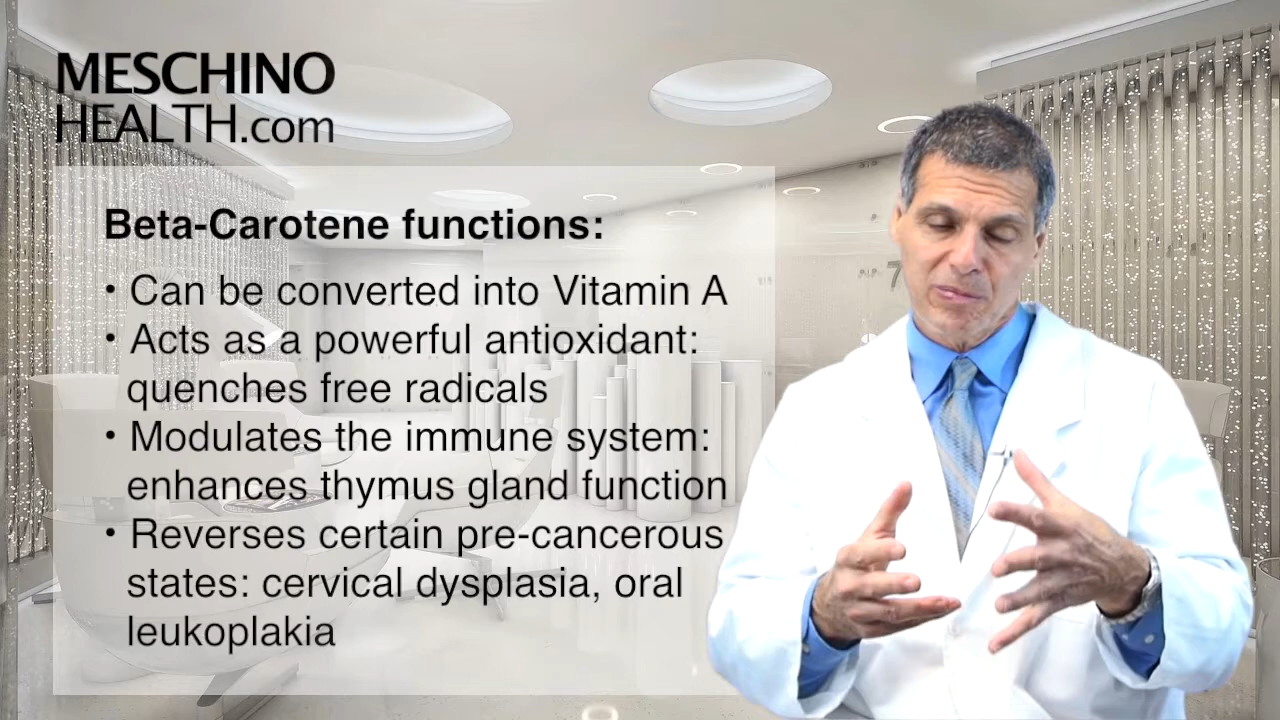 MESCHINO
HEALTH.com
Beta-Carotene functions:
• Can be converted into Vitamin A
• Acts as a powerful antioxidant:
quenches free radicals
• Modulates the immune system:
enhances thymus gland function
• Reverses certain pre-cancerous
states: cervical dysplasia, oral
leukoplakia
7